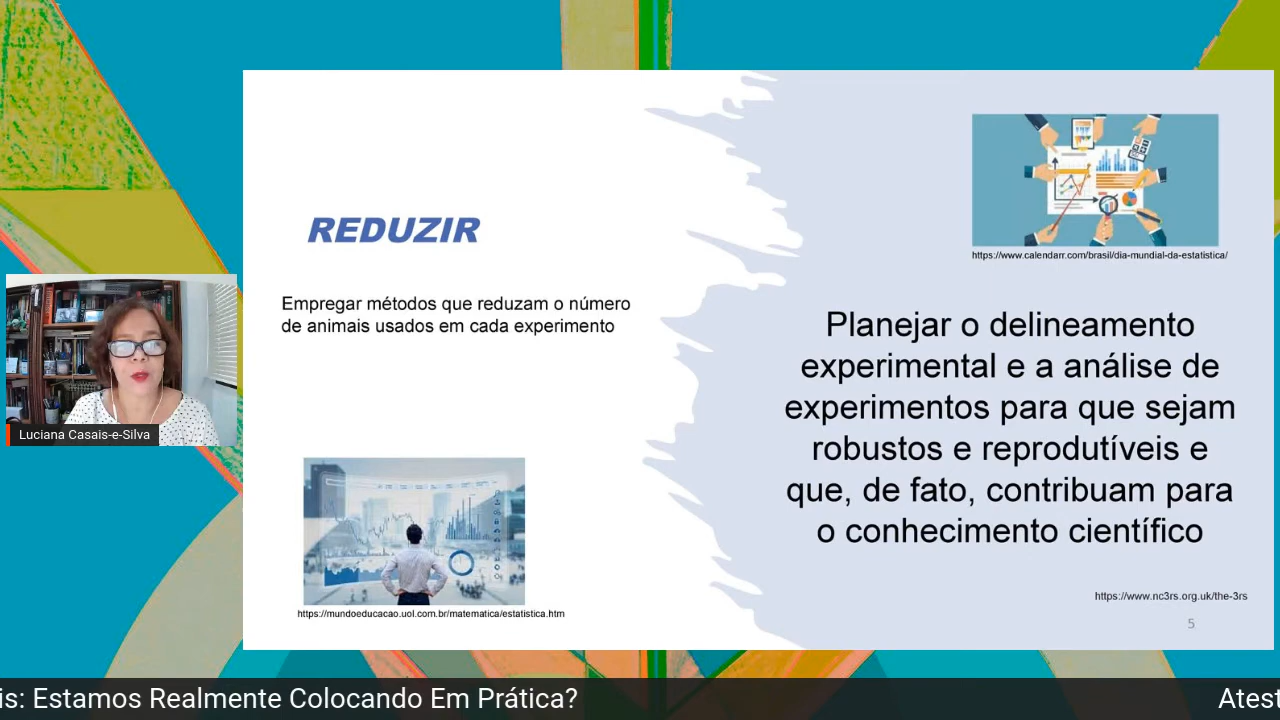 REDUZIR
Empregar métodos que reduzam o número
de animais usados em cada experimento
https://mundoeducacao.uol.com.br/matematica/estatistica.htm
https://www.calendarr.com/brasil/dia-mundial-da-estatistica/
Planejar o delineamento
experimental e a análise de
experimentos para que sejam
robustos e reprodutíveis e
que, de fato, contribuam para
o conhecimento científico
https://www.nc3rs.org.uk/the-3rs
5
Luciana Casais-e-Silva
is: Estamos Realmente Colocando Em Prática?
Atest